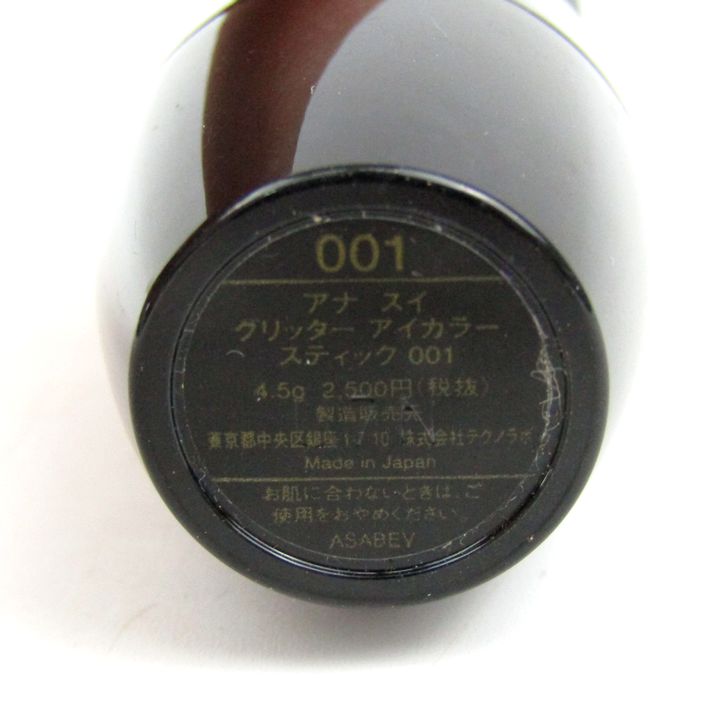 001
アナ スイ
グリッター アイカラー
スティック 001
4.5g 2,500円(税抜)
製造販売元
東京都中央区銀座1-7-10 株式会社テクノラボ
Made in Japan
お肌に合わないときは、ご
使用をおやめください。
ASABEV